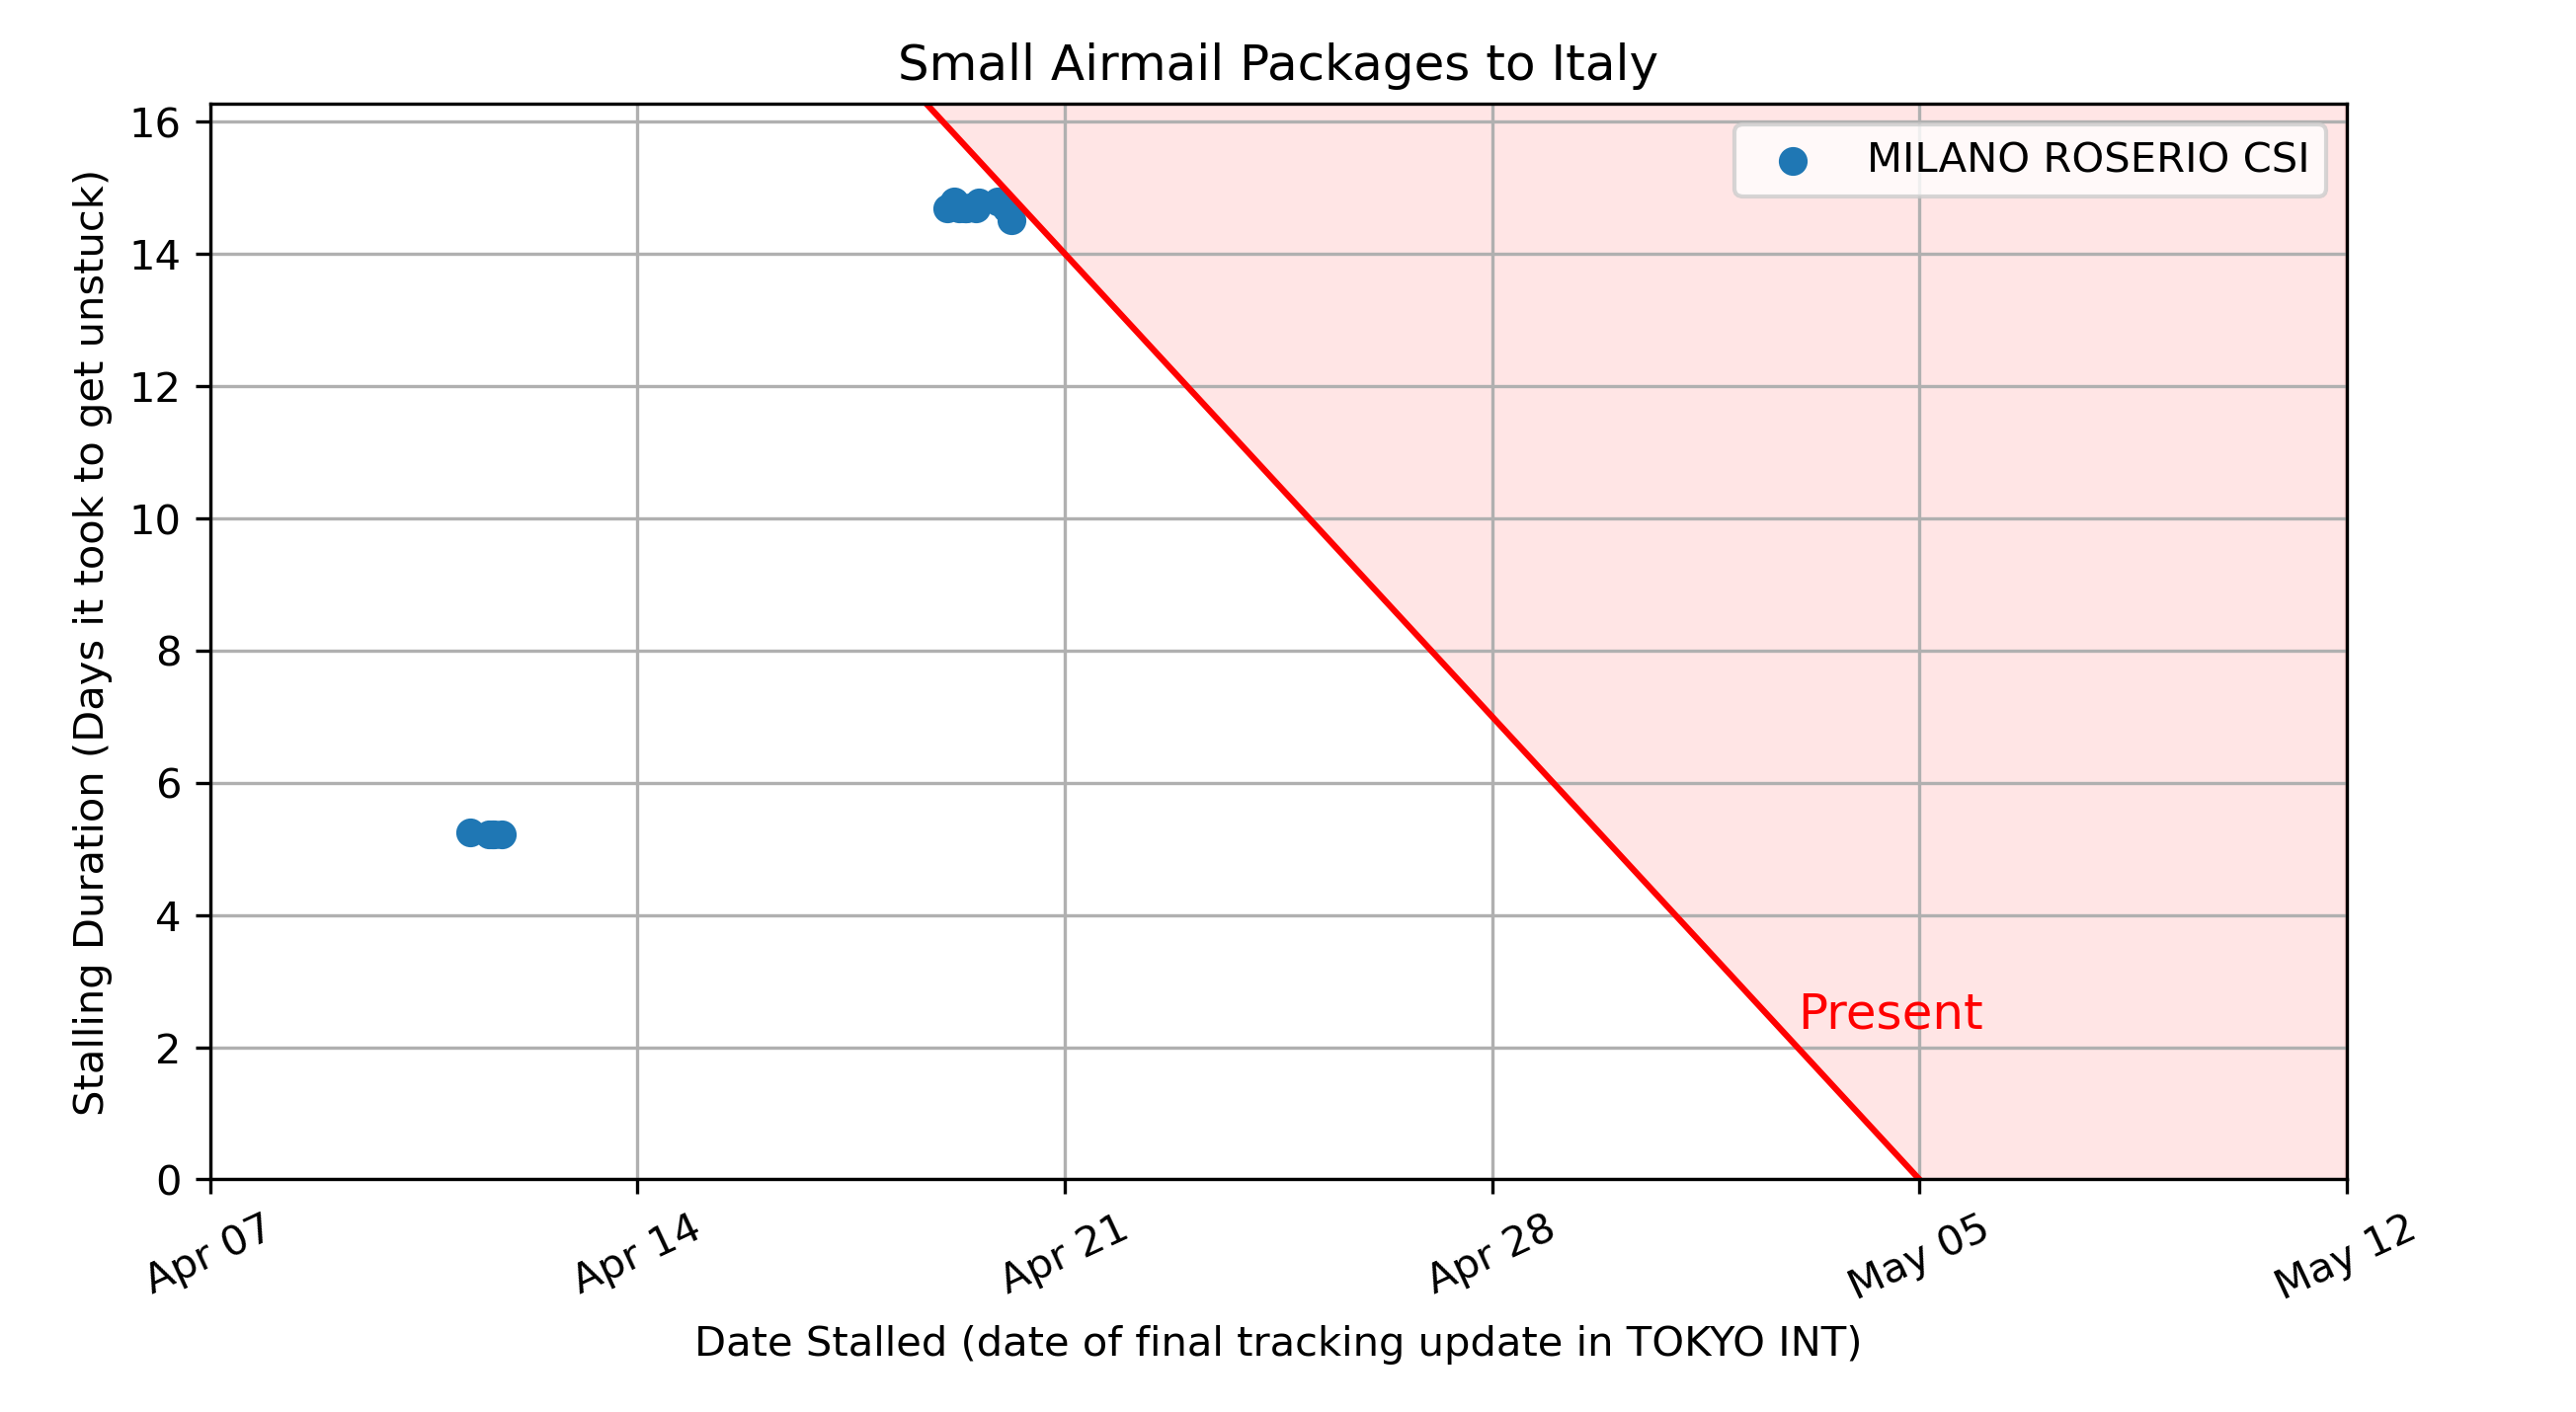 Small Airmail Packages to Italy
MILANO ROSERIO CSI
Stalling Duration (Days it took to get unstuck)
16
14
12
10
8
6
4
2
0
Present
Apr 07
Apr 14
Apr 21
Apr 28
May 05
May 12
Date Stalled (date of final tracking update in TOKYO INT)